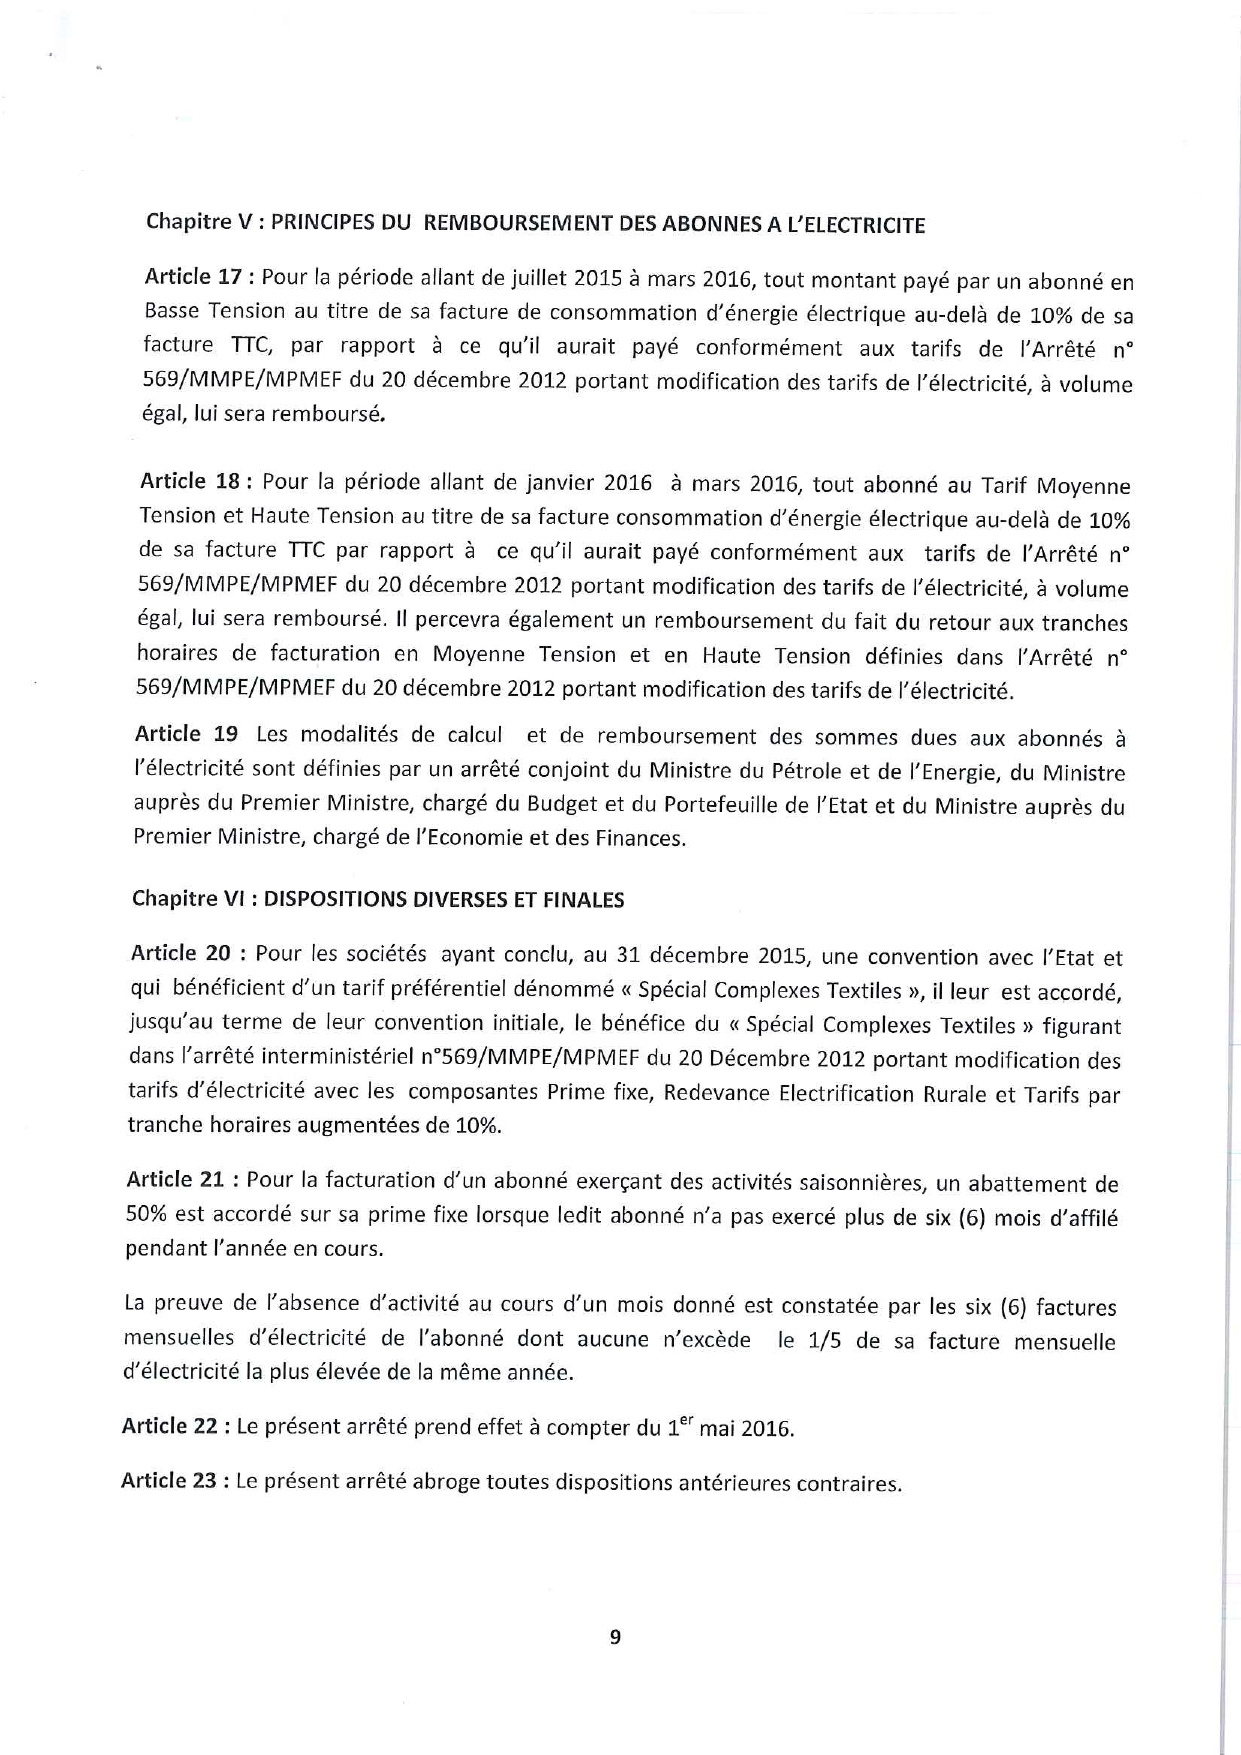 Chapitre V : PRINCIPES DU REMBOURSEMENT DES ABONNES A L'ELECTRICITE
Article 17 : Pour la période allant de juillet 2015 à mars 2016, tout montant payé par un abonné en
Basse Tension au titre de sa facture de consommation d'énergie électrique au-delà de 10% de sa
facture TTC, par rapport à ce qu'il aurait payé conformément aux tarifs de l'Arrêté n°
569/MMPE/MPMEF du 20 décembre 2012 portant modification des tarifs de l'électricité, à volume
égal, lui sera remboursé.
Article 18 : Pour la période allant de janvier 2016 à mars 2016, tout abonné au Tarif Moyenne
Tension et Haute Tension au titre de sa facture consommation d'énergie électrique au-delà de 10%
de sa facture TTC par rapport à ce qu'il aurait payé conformément aux tarifs de l'Arrêté n°
569/MMPE/MPMEF du 20 décembre 2012 portant modification des tarifs de l'électricité, à volume
égal, lui sera remboursé. Il percevra également un remboursement du fait du retour aux tranches
horaires de facturation en Moyenne Tension et en Haute Tension définies dans l'Arrêté n°
569/MMPE/MPMEF du 20 décembre 2012 portant modification des tarifs de l'électricité.
Article 19 Les modalités de calcul et de remboursement des sommes dues aux abonnés à
l'électricité sont définies par un arrêté conjoint du Ministre du Pétrole et de l'Energie, du Ministre
auprès du Premier Ministre, chargé du Budget et du Portefeuille de l'Etat et du Ministre auprès du
Premier Ministre, chargé de l'Economie et des Finances.
Chapitre VI : DISPOSITIONS DIVERSES ET FINALES
Article 20 : Pour les sociétés ayant conclu, au 31 décembre 2015, une convention avec l'Etat et
qui bénéficient d'un tarif préférentiel dénommé « Spécial Complexes Textiles », il leur est accordé,
jusqu'au terme de leur convention initiale, le bénéfice du « Spécial Complexes Textiles » figurant
dans l'arrêté interministériel n°569/MMPE/MPMEF du 20 Décembre 2012 portant modification des
tarifs d'électricité avec les composantes Prime fixe, Redevance Electrification Rurale et Tarifs par
tranche horaires augmentées de 10%.
Article 21 : Pour la facturation d'un abonné exerçant des activités saisonnières, un abattement de
50% est accordé sur sa prime fixe lorsque ledit abonné n'a pas exercé plus de six (6) mois d'affilé
pendant l'année en cours.
La preuve de l'absence d'activité au cours d'un mois donné est constatée par les six (6) factures
mensuelles d'électricité de l'abonné dont aucune n'excède le 1/5 de sa facture mensuelle
d'électricité la plus élevée de la même année.
Article 22 : Le présent arrêté prend effet à compter du 1er mai 2016.
Article 23 : Le présent arrêté abroge toutes dispositions antérieures contraires.
9